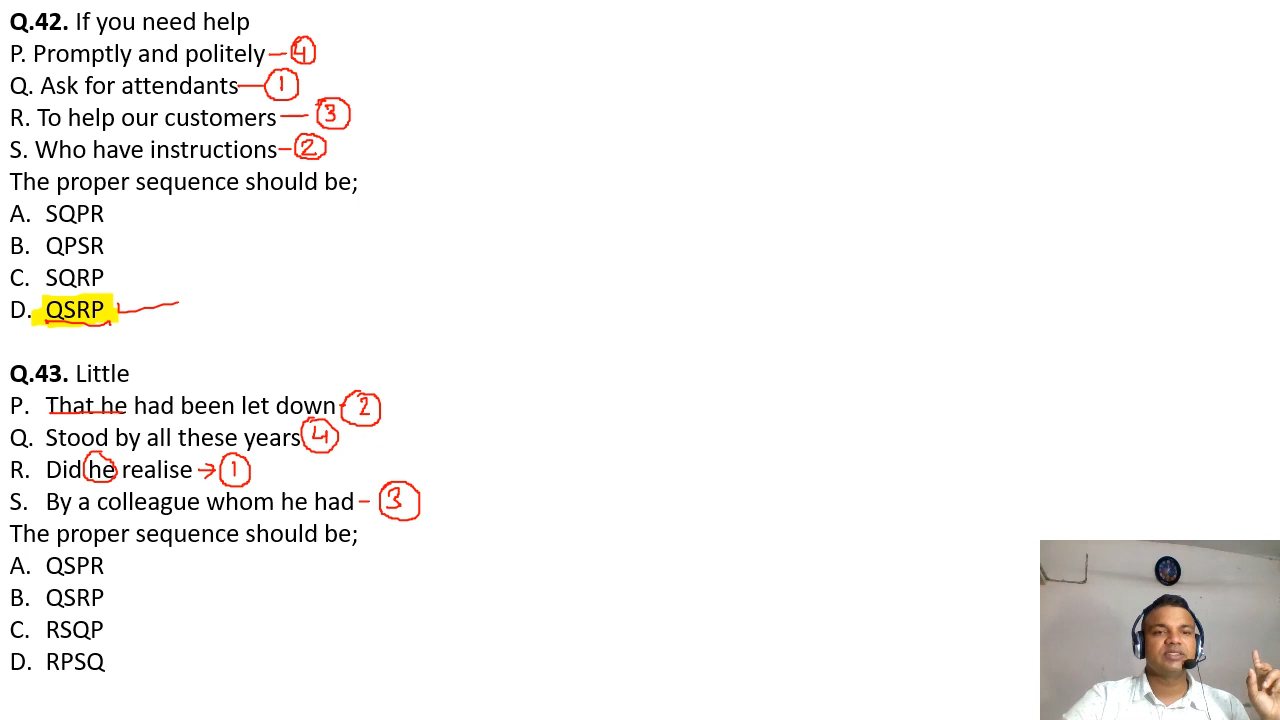 Q.42. If you need help
P. Promptly and politely – 4
Q. Ask for attendants – 1
R. To help our customers – 3
S. Who have instructions – 2
The proper sequence should be;
A. SQPR
B. QPSR
C. SQRP
D. QSRP
Q.43. Little
P. That he had been let down – 2
Q. Stood by all these years 4
R. Did he realise → 1
S. By a colleague whom he had – 3
The proper sequence should be;
A. QSPR
B. QSRP
C. RSQP
D. RPSQ